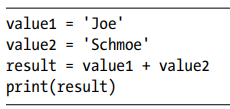 value1 = 'Joe'
value2 = 'Schmoe'
result = value1 + value2
print(result)